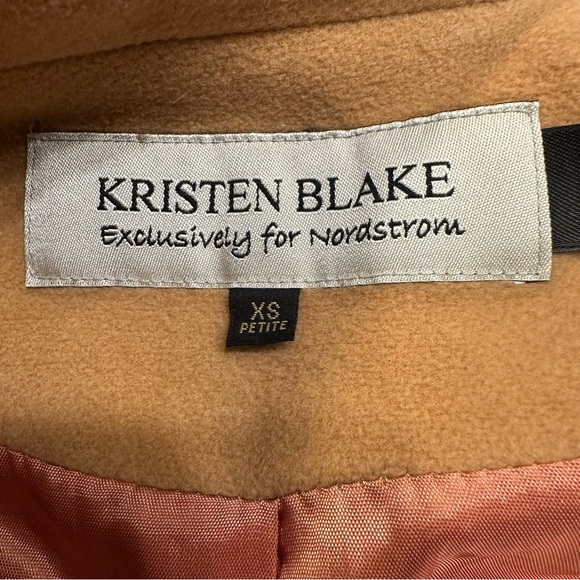 KRISTEN BLAKE
Exclusively for Nordstrom
XS
PETITE